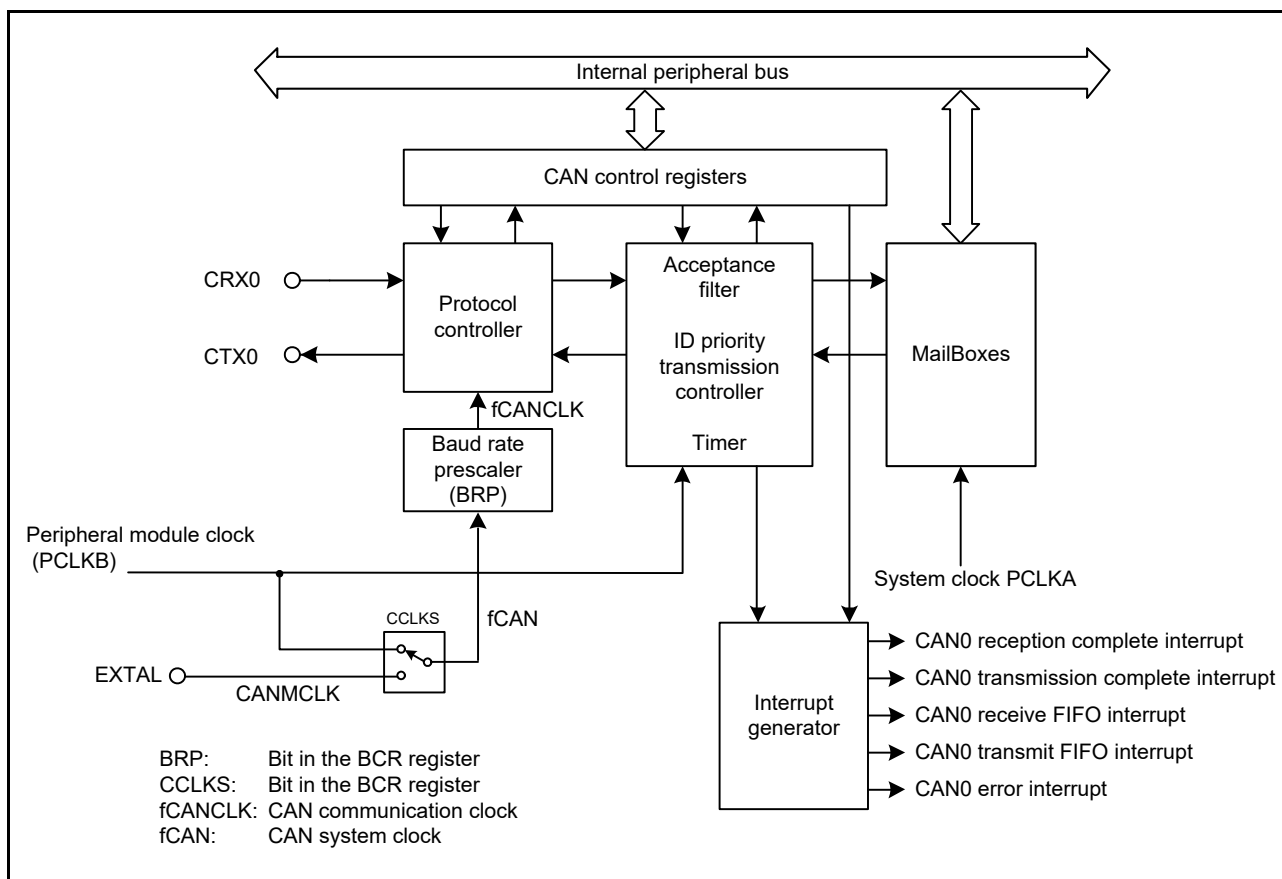 Internal peripheral bus
CAN control registers
CRX0
CTX0
Protocol
controller
Acceptance
filter
ID priority
transmission
controller
Timer
MailBoxes
fCANCLK
Baud rate
prescaler
(BRP)
Peripheral module clock
(PCLKB)
System clock PCLKA
CCLKS
fCAN
EXTAL
CANMCLK
Interrupt
generator
CAN0 reception complete interrupt
CAN0 transmission complete interrupt
CAN0 receive FIFO interrupt
CAN0 transmit FIFO interrupt
CAN0 error interrupt
BRP: Bit in the BCR register
CCLKS: Bit in the BCR register
fCANCLK: CAN communication clock
fCAN: CAN system clock